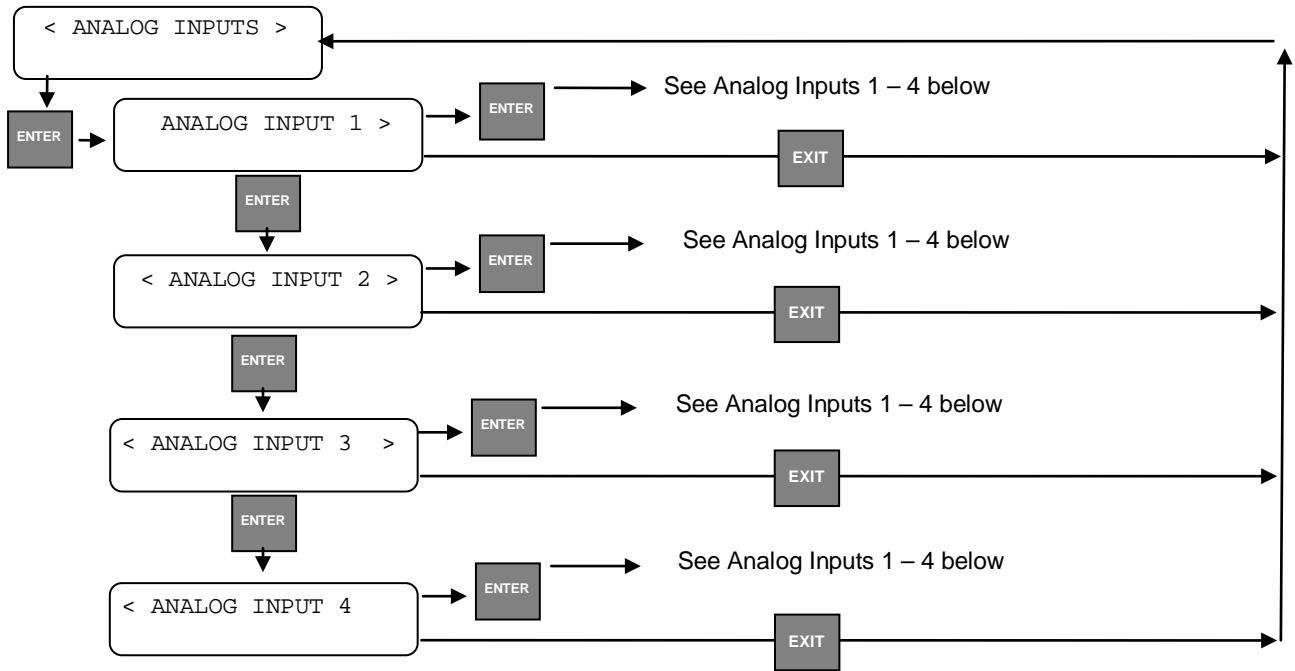 < ANALOG INPUTS >
ENTER
ANALOG INPUT 1 >
ENTER
See Analog Inputs 1 – 4 below
EXIT
ENTER
< ANALOG INPUT 2 >
ENTER
See Analog Inputs 1 – 4 below
EXIT
ENTER
< ANALOG INPUT 3 >
ENTER
See Analog Inputs 1 – 4 below
EXIT
ENTER
< ANALOG INPUT 4
ENTER
See Analog Inputs 1 – 4 below
EXIT